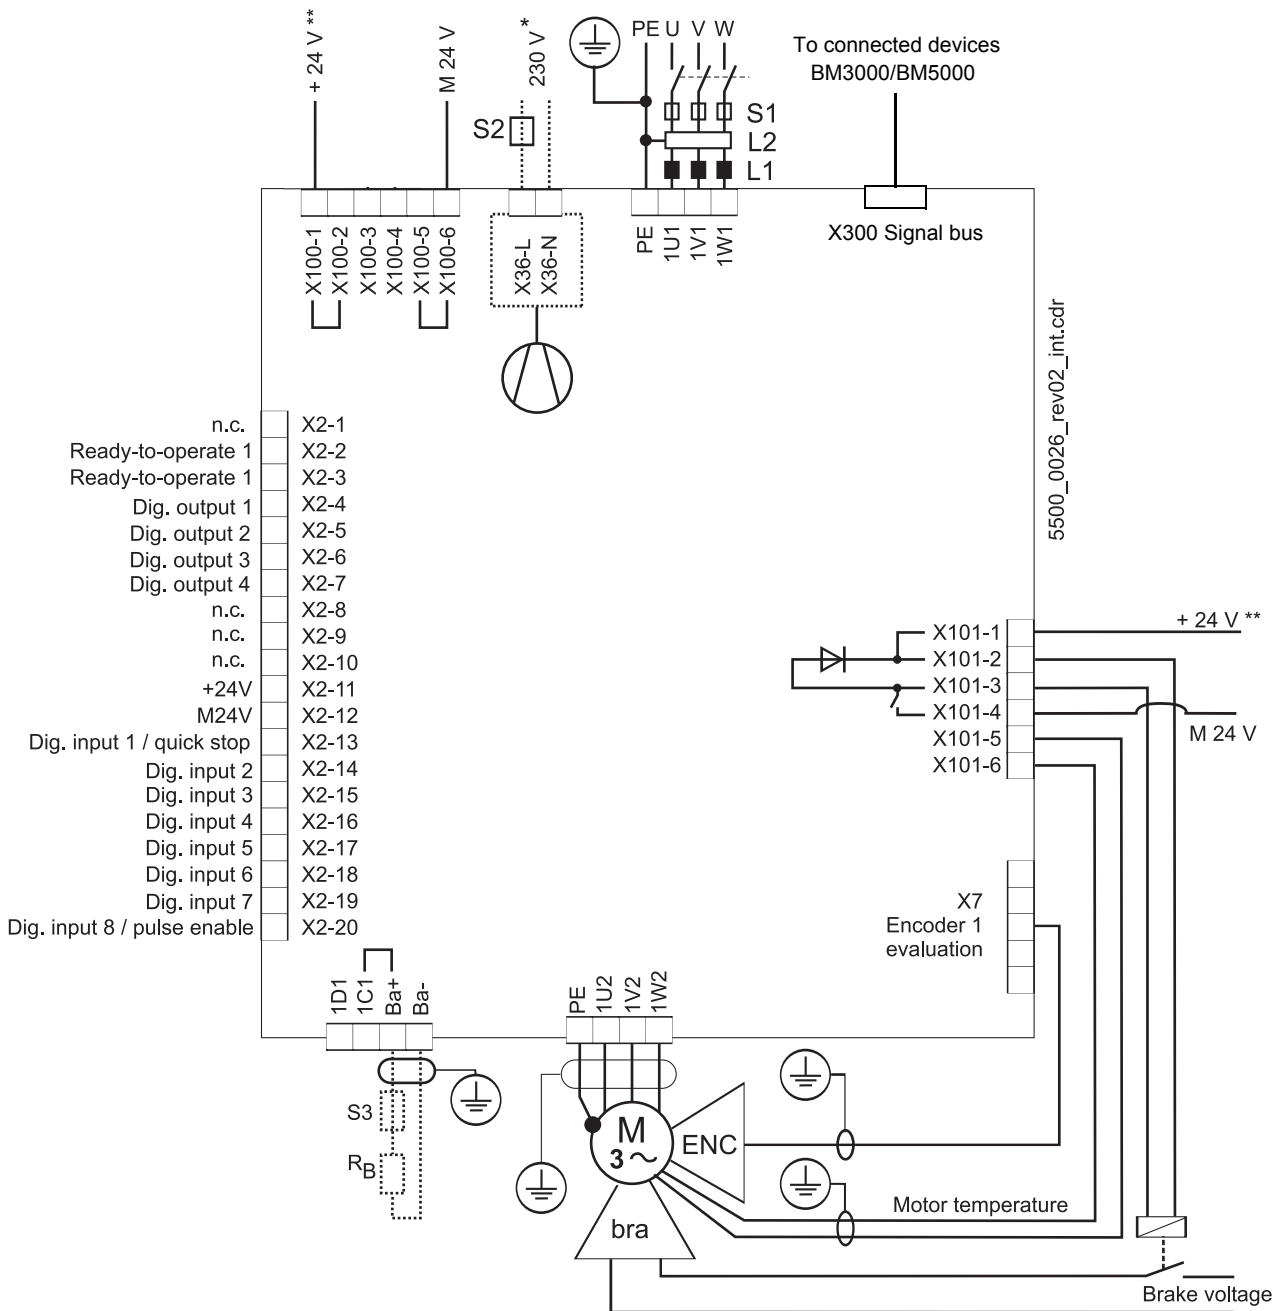 + 24 V **
M 24 V
230 V *
PE U V W
To connected devices
BM3000/BM5000
S2
S1
L2
L1
X100-1
X100-2
X100-3
X100-4
X100-5
X100-6
X36-L
X36-N
PE
1U1
1V1
1W1
X300 Signal bus
5500_0026_rev02_int.cdr
n.c. X2-1
Ready-to-operate 1 X2-2
Ready-to-operate 1 X2-3
Dig. output 1 X2-4
Dig. output 2 X2-5
Dig. output 3 X2-6
Dig. output 4 X2-7
n.c. X2-8
n.c. X2-9
n.c. X2-10
+24V X2-11
M24V X2-12
Dig. input 1 / quick stop X2-13
Dig. input 2 X2-14
Dig. input 3 X2-15
Dig. input 4 X2-16
Dig. input 5 X2-17
Dig. input 6 X2-18
Dig. input 7 X2-19
Dig. input 8 / pulse enable X2-20
X101-1
X101-2
X101-3
X101-4
X101-5
X101-6
+ 24 V **
M 24 V
X7
Encoder 1
evaluation
1D1
1C1
Ba+
Ba-
PE
1U2
1V2
1W2
S3
RB
M
3 ~
ENC
bra
Motor temperature
Brake voltage